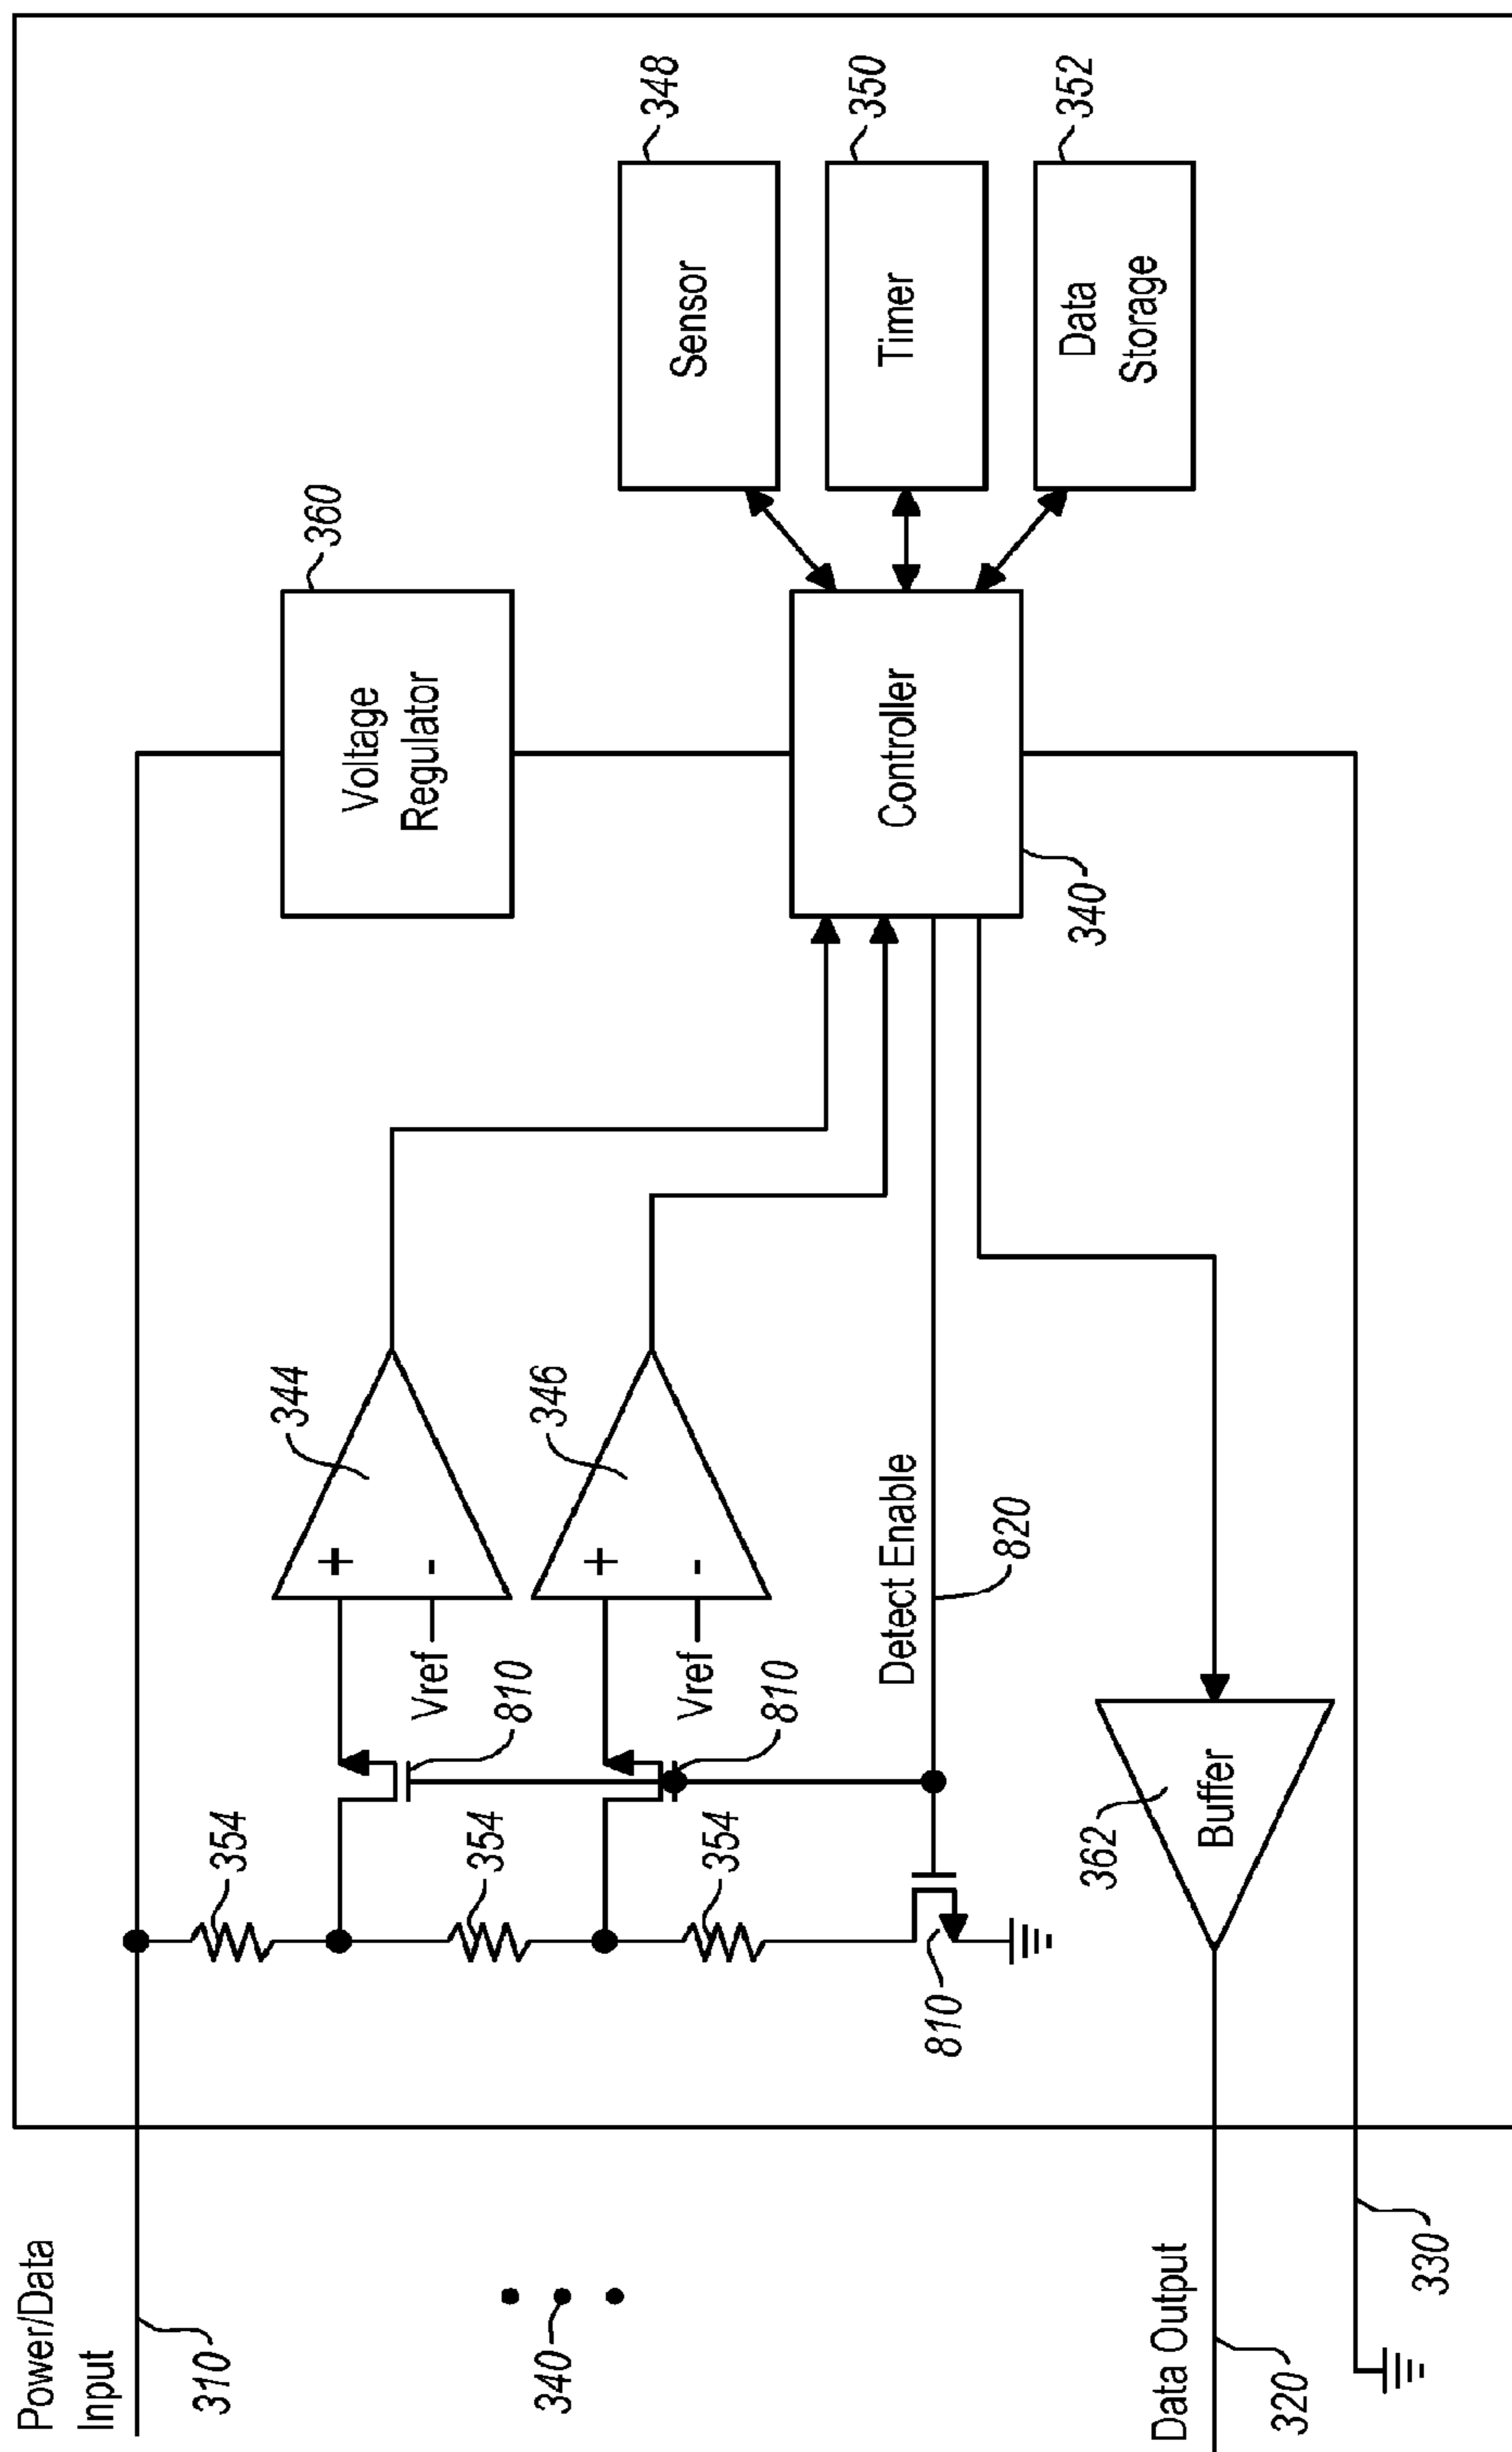 Power/Data
Input
310
340
Data Output
320
330
354
354
354
810
810
810
Vref
Vref
+
-
+
-
344
346
Detect Enable
820
362
Buffer
Voltage
Regulator
360
Controller
340
Sensor
348
Timer
350
Data
Storage
352